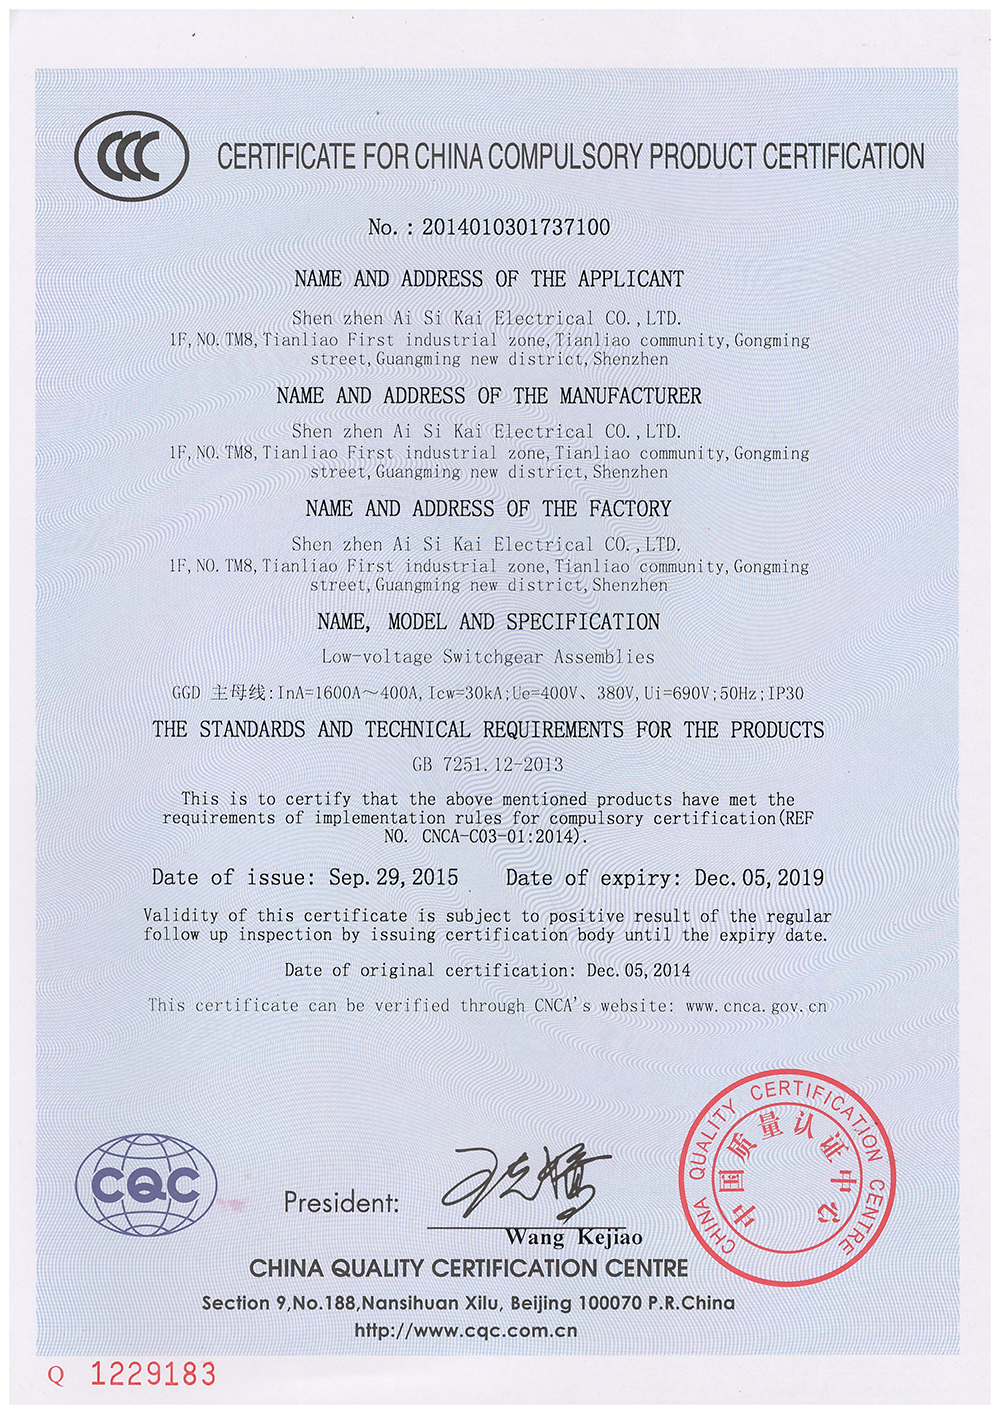 CCC
CERTIFICATE FOR CHINA COMPULSORY PRODUCT CERTIFICATION
No. : 2014010301737100
NAME AND ADDRESS OF THE APPLICANT
Shen zhen Ai Si Kai Electrical CO.,LTD.
1F,NO.TM8,Tianliao First industrial zone,Tianliao community,Gongming
street,Guangming new district,Shenzhen
NAME AND ADDRESS OF THE MANUFACTURER
Shen zhen Ai Si Kai Electrical CO.,LTD.
1F,NO.TM8,Tianliao First industrial zone,Tianliao community,Gongming
street,Guangming new district,Shenzhen
NAME AND ADDRESS OF THE FACTORY
Shen zhen Ai Si Kai Electrical CO.,LTD.
1F,NO.TM8,Tianliao First industrial zone,Tianliao community,Gongming
street,Guangming new district,Shenzhen
NAME, MODEL AND SPECIFICATION
Low-voltage Switchgear Assemblies
GGD 主母线:InA=1600A～400A,Icw=30kA;Ue=400V、380V,Ui=690V;50Hz;IP30
THE STANDARDS AND TECHNICAL REQUIREMENTS FOR THE PRODUCTS
GB 7251.12-2013
This is to certify that the above mentioned products have met the
requirements of implementation rules for compulsory certification(REF
NO. CNCA-C03-01:2014).
Date of issue: Sep.29,2015 Date of expiry: Dec.05,2019
Validity of this certificate is subject to positive result of the regular
follow up inspection by issuing certification body until the expiry date.
Date of original certification: Dec.05,2014
This certificate can be verified through CNCA's website: www.cnca.gov.cn
CHINA QUALITY CERTIFICATION CENTRE
中国质量认证中心
CQC
President:
王克娇
Wang Kejiao
CHINA QUALITY CERTIFICATION CENTRE
Section 9,No.188,Nansihuan Xilu, Beijing 100070 P.R.China
http://www.cqc.com.cn
Q 1229183